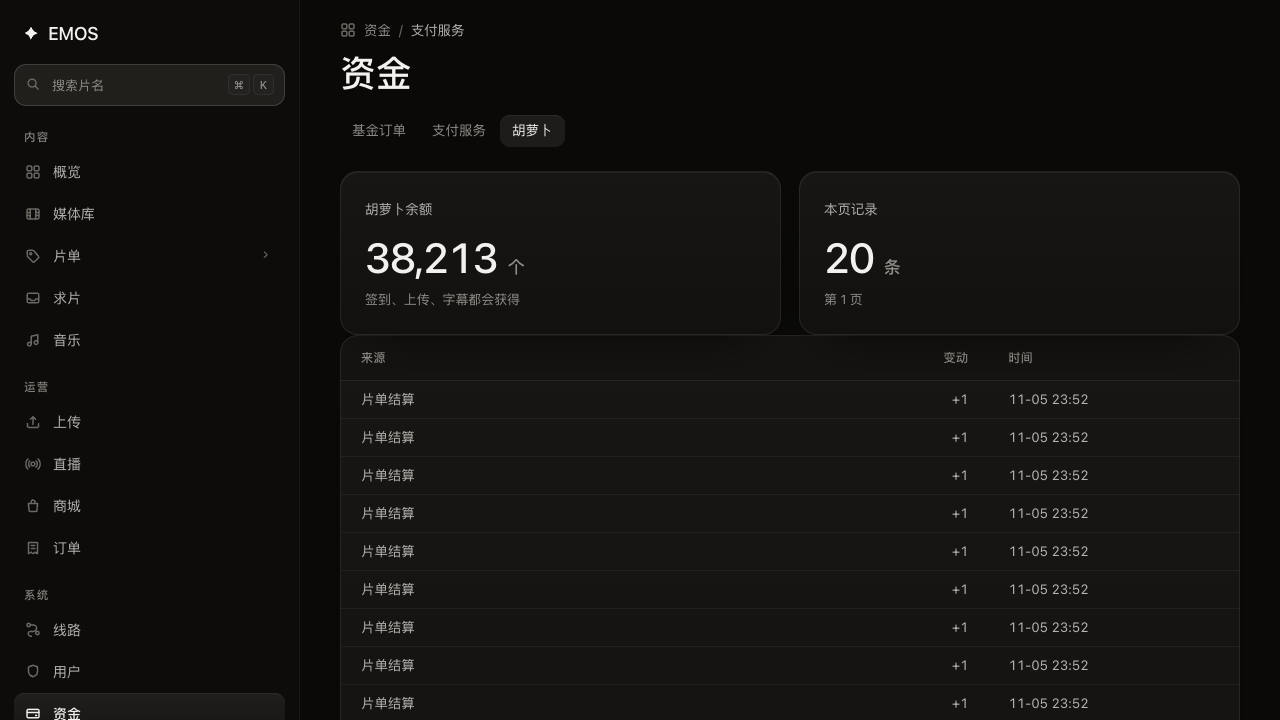 EMOS
搜索片名 ⌘ K
内容
概览
媒体库
片单
求片
音乐
运营
上传
直播
商城
订单
系统
线路
用户
资金
资金 / 支付服务
资金
基金订单 支付服务 胡萝卜
胡萝卜余额
38,213 个
签到、上传、字幕都会获得
本页记录
20 条
第 1 页
来源 变动 时间
片单结算 +1 11-05 23:52
片单结算 +1 11-05 23:52
片单结算 +1 11-05 23:52
片单结算 +1 11-05 23:52
片单结算 +1 11-05 23:52
片单结算 +1 11-05 23:52
片单结算 +1 11-05 23:52
片单结算 +1 11-05 23:52
片单结算 +1 11-05 23:52